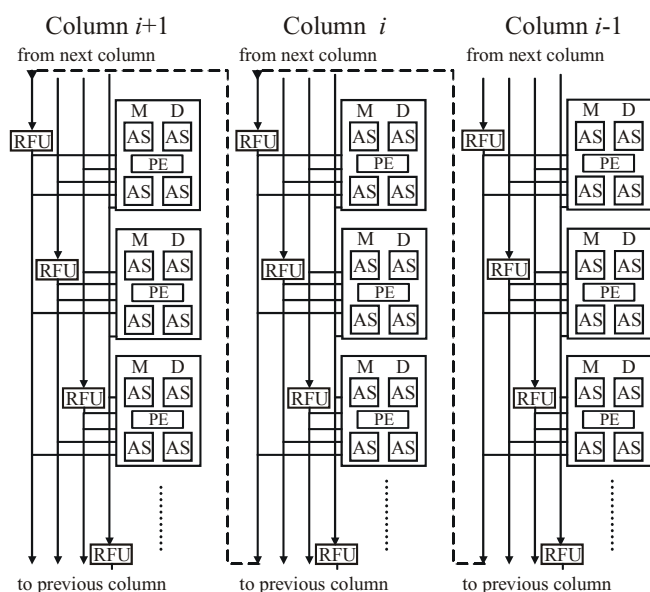 Column i+1
Column i
Column i-1
from next column
from next column
from next column
M D
AS AS
RFU
PE
AS AS
M D
AS AS
RFU
PE
AS AS
M D
AS AS
RFU
PE
AS AS
RFU
to previous column
M D
AS AS
RFU
PE
AS AS
M D
AS AS
RFU
PE
AS AS
M D
AS AS
RFU
PE
AS AS
RFU
to previous column
M D
AS AS
RFU
PE
AS AS
M D
AS AS
RFU
PE
AS AS
M D
AS AS
RFU
PE
AS AS
RFU
to previous column